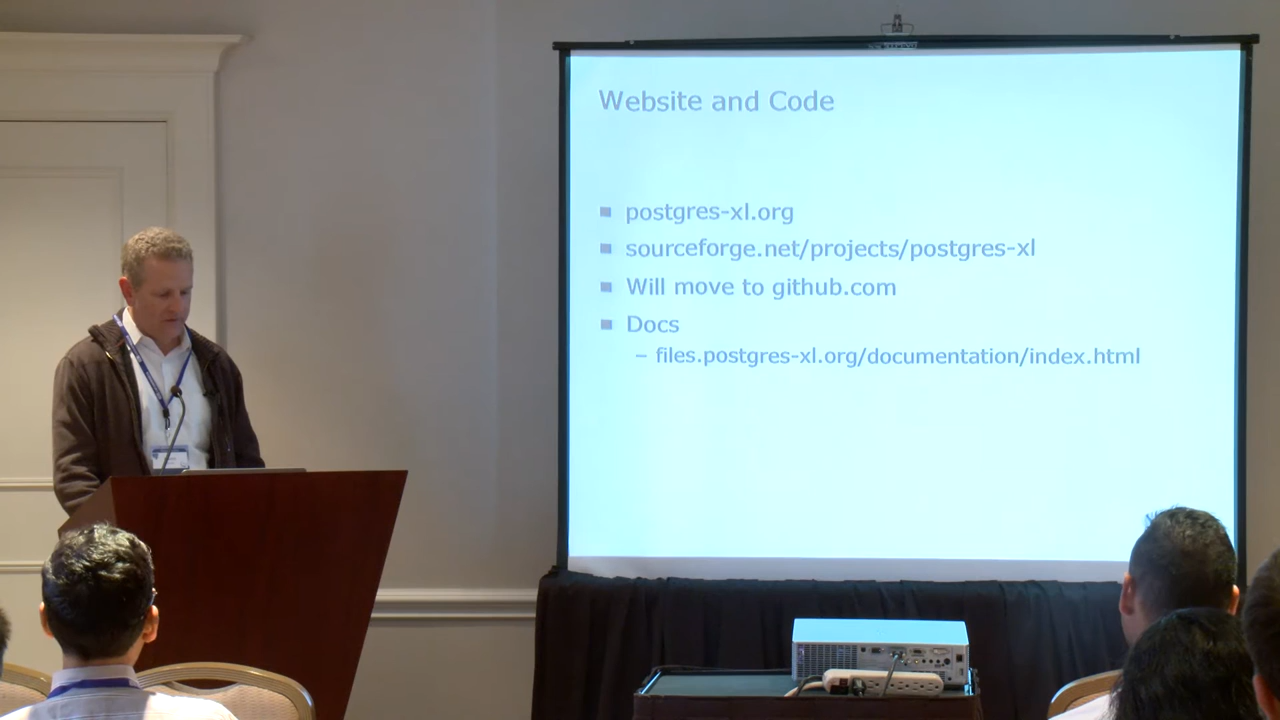 Website and Code
postgres-xl.org
sourceforge.net/projects/postgres-xl
Will move to github.com
Docs
– files.postgres-xl.org/documentation/index.html